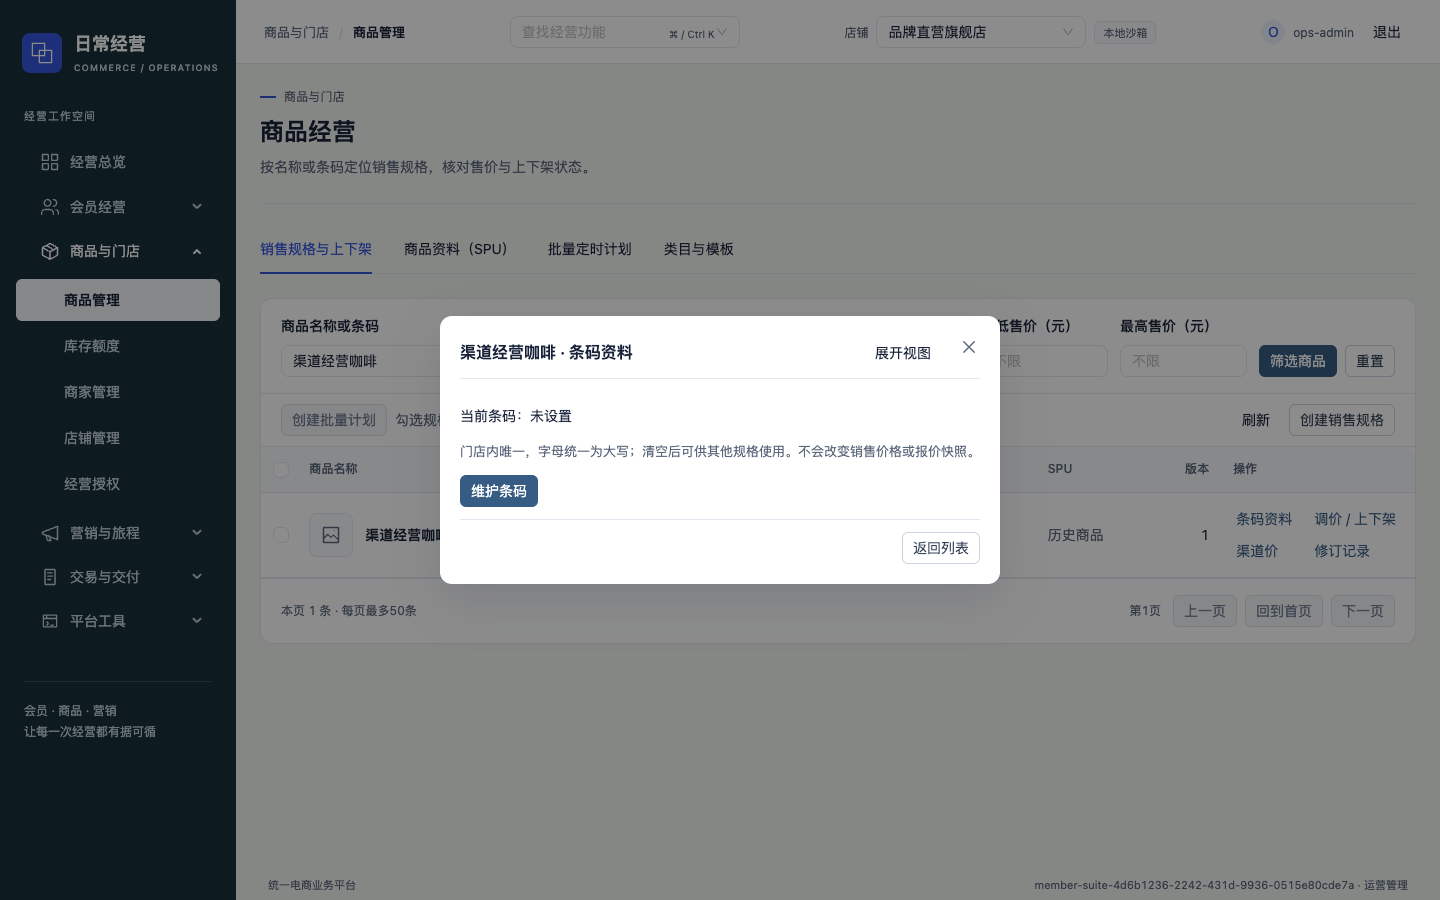 日常经营
COMMERCE / OPERATIONS
经营工作空间
经营总览
会员经营
商品与门店
商品管理
库存额度
商家管理
店铺管理
经营授权
营销与旅程
交易与交付
平台工具
会员 · 商品 · 营销
让每一次经营都有据可循
商品与门店 / 商品管理
查找经营功能 ⌘ / Ctrl K
店铺 品牌直营旗舰店 本地沙箱
O ops-admin 退出
商品与门店
商品经营
按名称或条码定位销售规格，核对售价与上下架状态。
销售规格与上下架 商品资料（SPU） 批量定时计划 类目与模板
商品名称或条码 低售价（元） 最高售价（元）
渠道经营咖啡 不限 不限 筛选商品 重置
创建批量计划 勾选规格 刷新 创建销售规格
商品名称 SPU 版本 操作
渠道经营咖啡 历史商品 1 条码资料 调价 / 上下架
渠道价 修订记录
本页 1 条 · 每页最多50条 第1页 上一页 回到首页 下一页
渠道经营咖啡 · 条码资料 展开视图
当前条码：未设置
门店内唯一，字母统一为大写；清空后可供其他规格使用。不会改变销售价格或报价快照。
维护条码
返回列表
统一电商业务平台
member-suite-4d6b1236-2242-431d-9936-0515e80cde7a · 运营管理